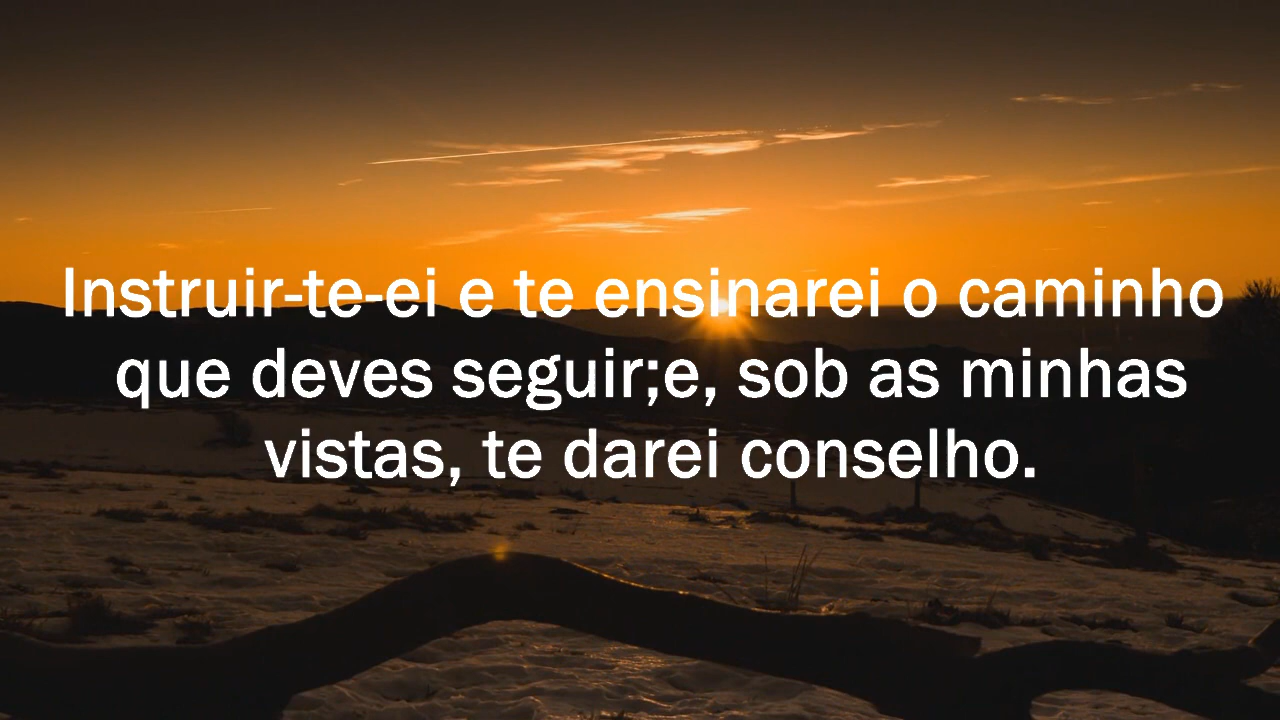 Instruir-te-ei e te ensinarei o caminho
que deves seguir;e, sob as minhas
vistas, te darei conselho.